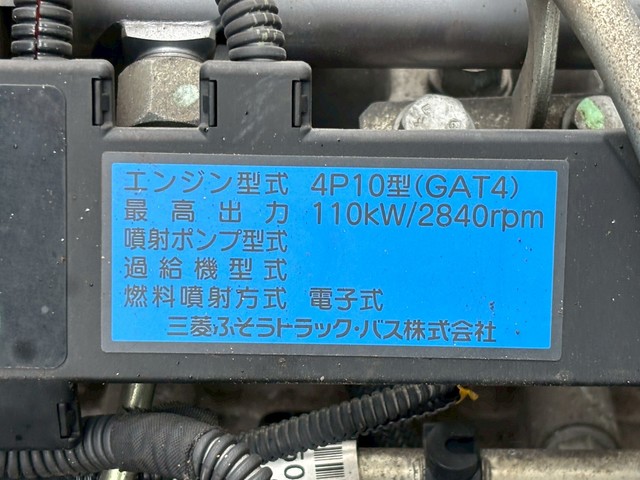 エンジン型式 4P10型(GAT4)
最高出力 110kW/2840rpm
噴射ポンプ型式
過給機型式
燃料噴射方式 電子式
三菱ふそうトラック・バス株式会社